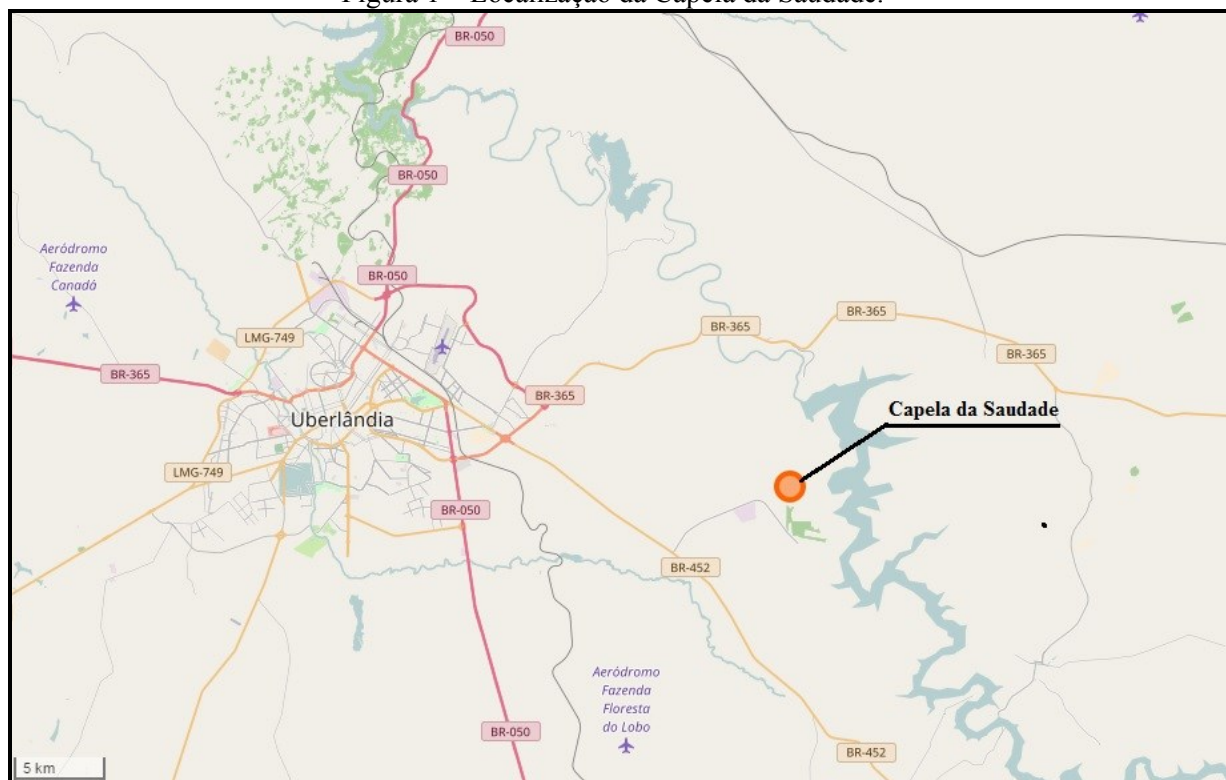 Figura 1 – Localização da Capela da Saudade.
BR-050
BR-050
Aeródromo
Fazenda
Canadá
BR-050
LMG-749
BR-365
BR-365
BR-365
BR-365
BR-365
Uberlândia
Capela da Saudade
LMG-749
BR-050
BR-452
Aeródromo
Fazenda
Floresta
do Lobo
BR-050
BR-452
5 km